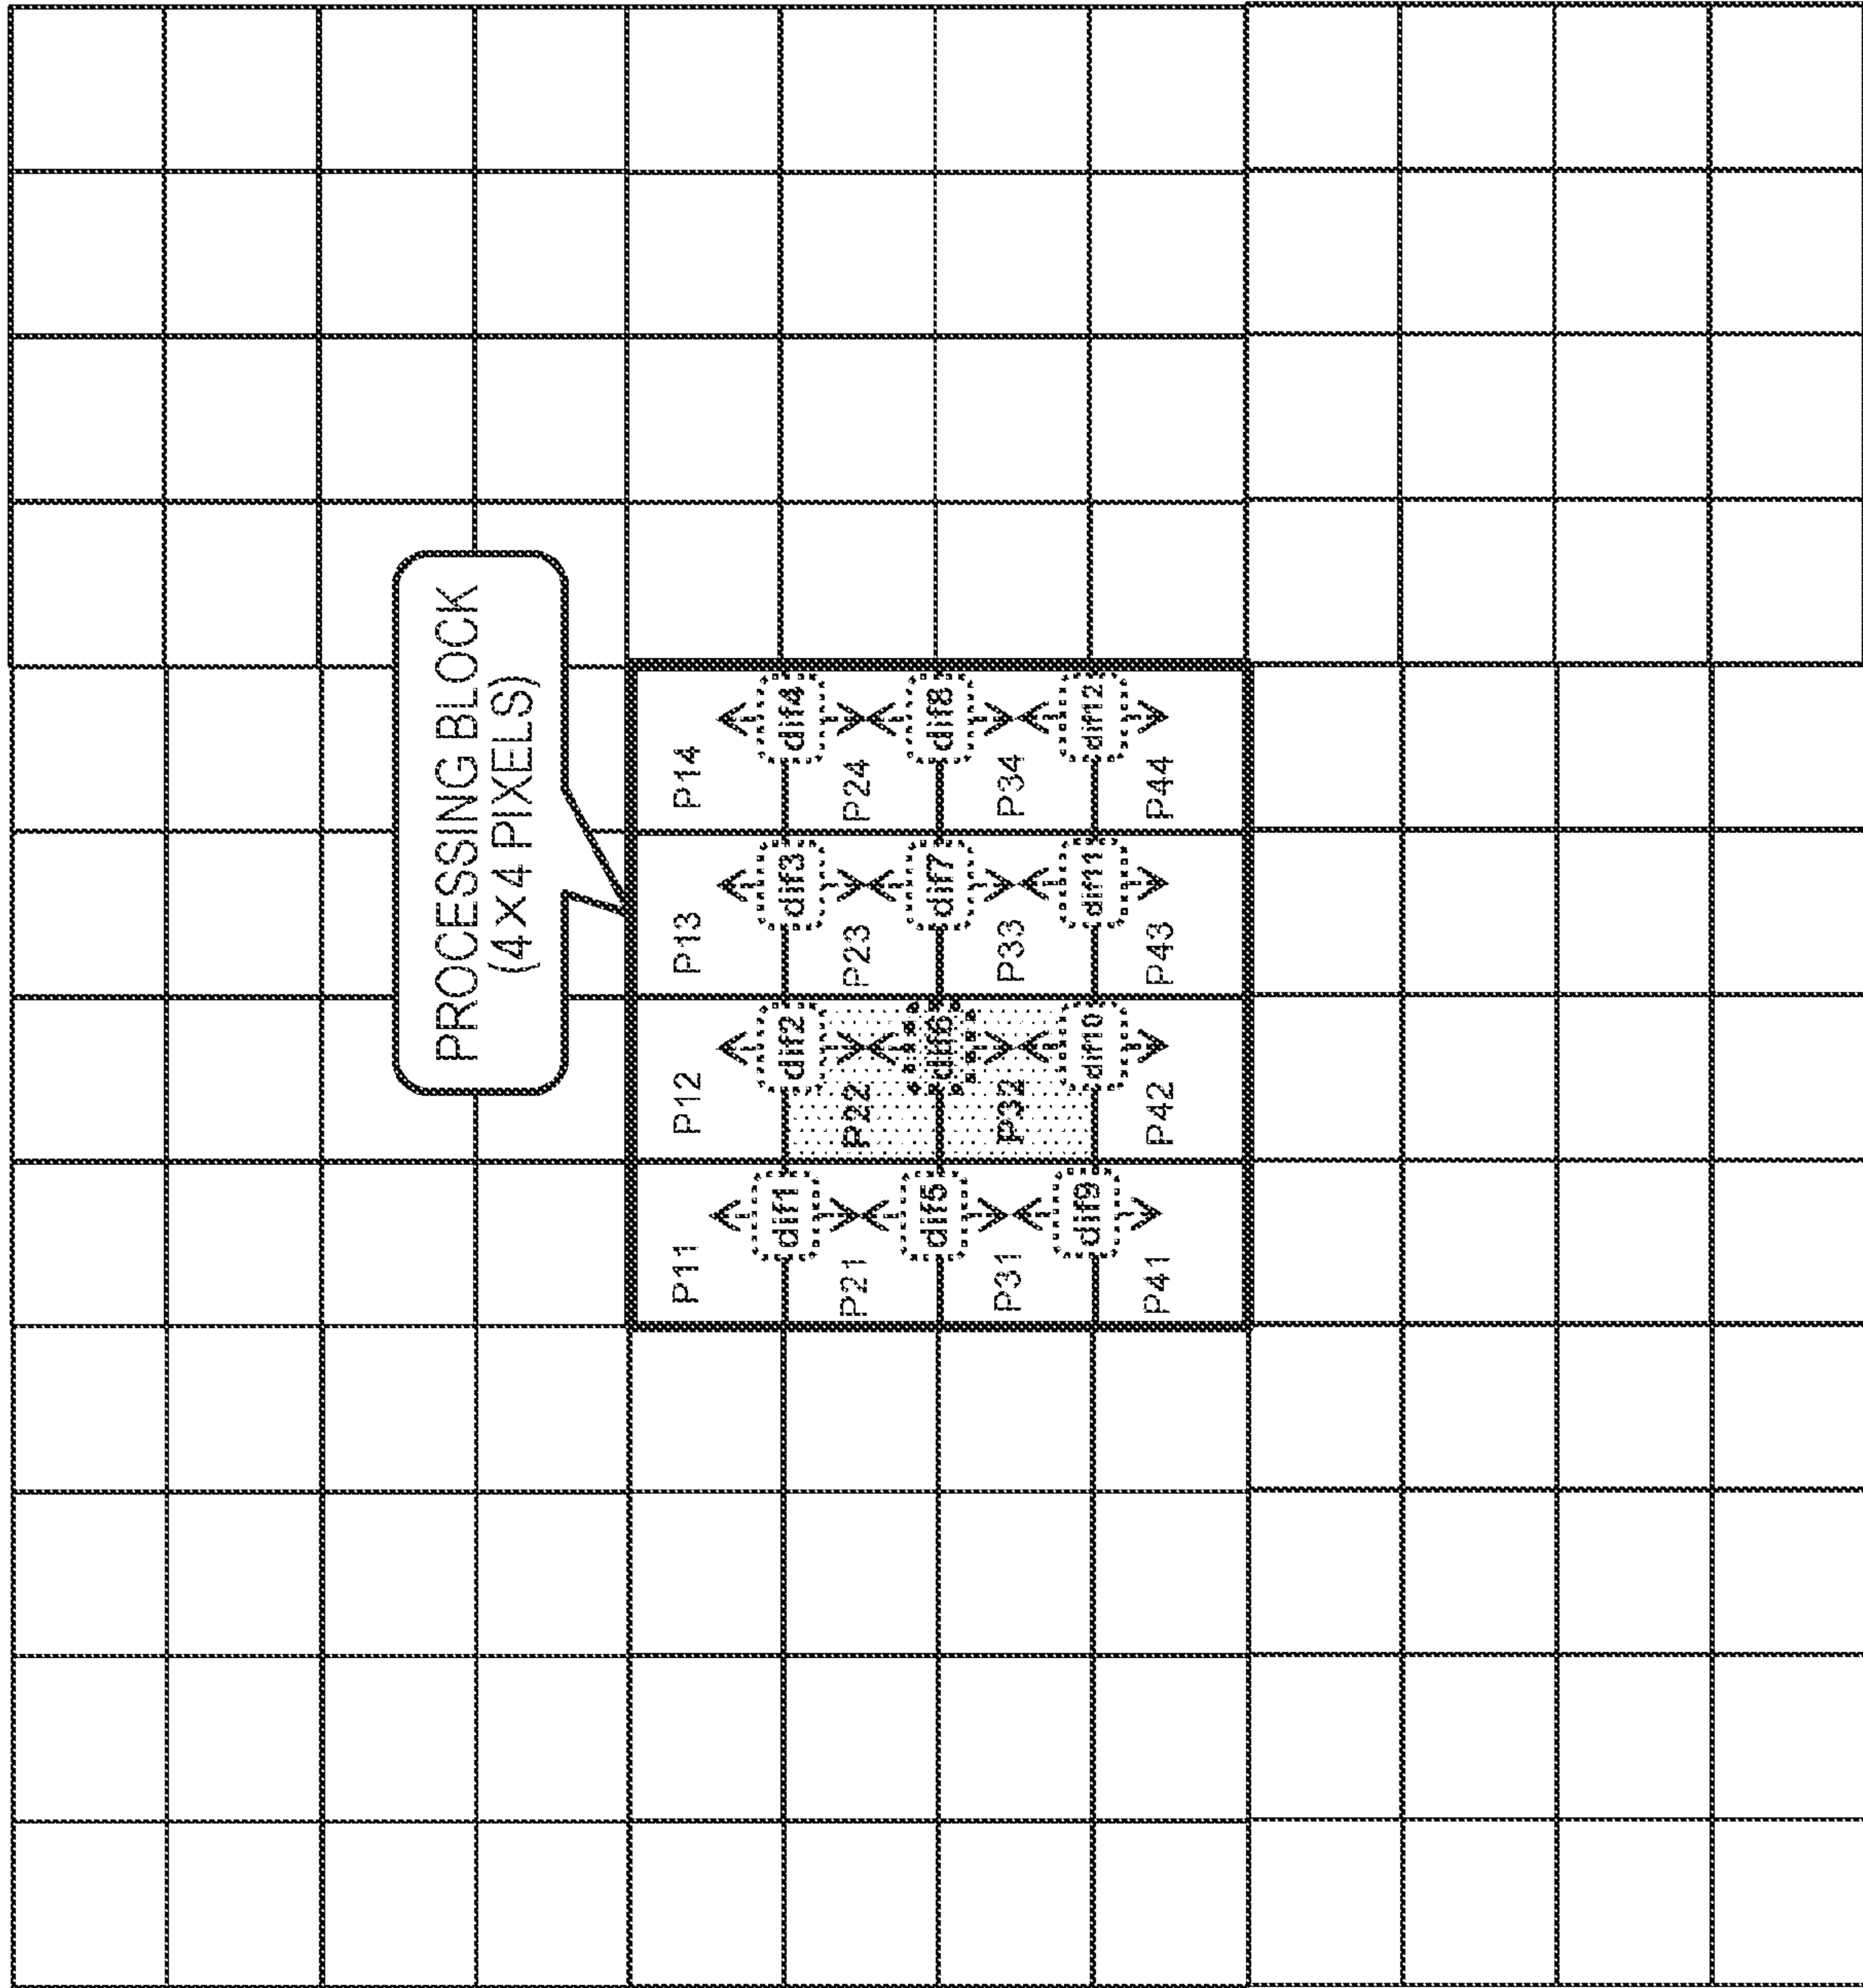 PROCESSING BLOCK
(4×4 PIXELS)
P11 P12 P13 P14
dif1 dif2 dif3 dif4
P21 P22 P23 P24
dif5 dif6 dif7 dif8
P31 P32 P33 P34
dif9 dif10 dif11 dif12
P41 P42 P43 P44